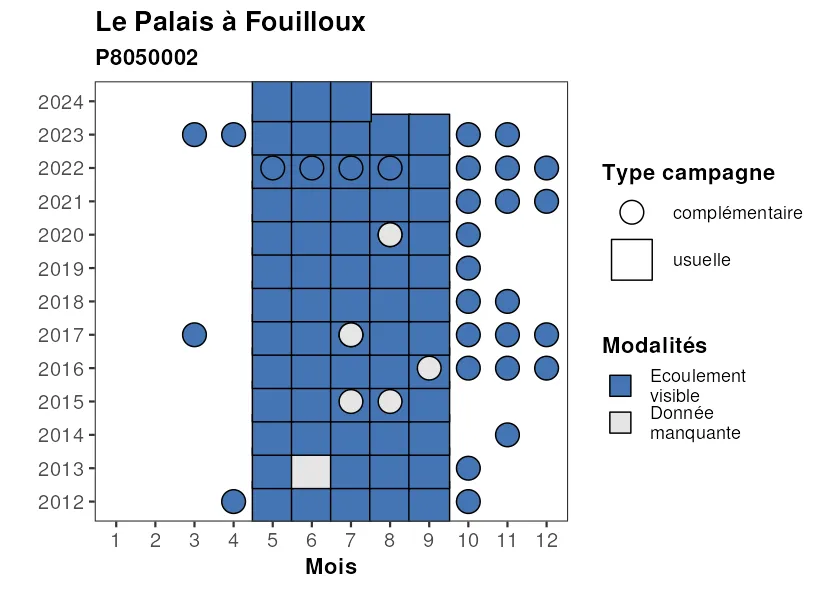 Le Palais à Fouilloux
P8050002
2024
2023
2022
2021
2020
2019
2018
2017
2016
2015
2014
2013
2012
1 2 3 4 5 6 7 8 9 10 11 12
Mois
Type campagne
complémentaire
usuelle
Modalités
Ecoulement
visible
Donnée
manquante